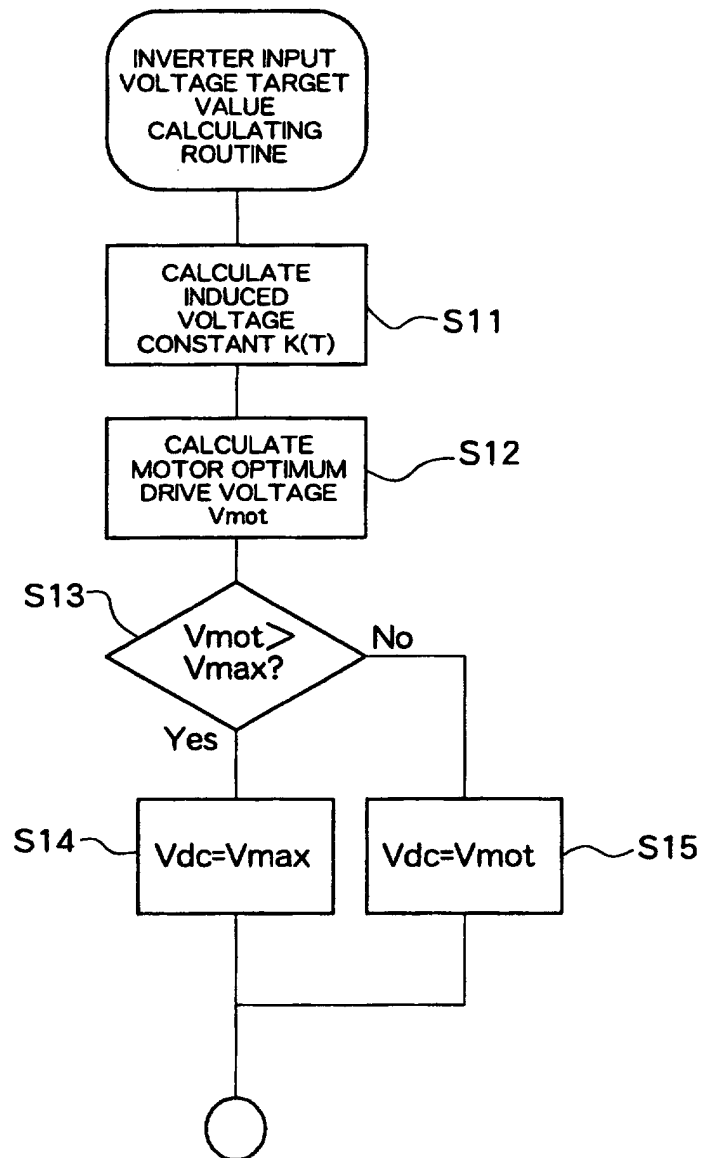 INVERTER INPUT
VOLTAGE TARGET
VALUE
CALCULATING
ROUTINE
CALCULATE
INDUCED
VOLTAGE
CONSTANT K(T)
S11
CALCULATE
MOTOR OPTIMUM
DRIVE VOLTAGE
Vmot
S12
S13
Vmot>
Vmax?
No
Yes
S14
Vdc=Vmax
Vdc=Vmot
S15